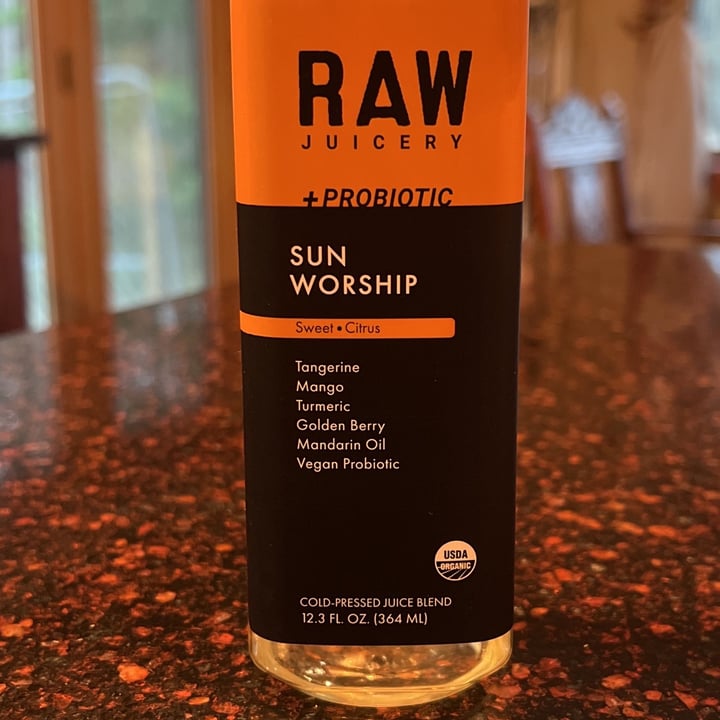 RAW
JUICERY
+PROBIOTIC
SUN
WORSHIP
Sweet • Citrus
Tangerine
Mango
Turmeric
Golden Berry
Mandarin Oil
Vegan Probiotic
USDA
ORGANIC
COLD-PRESSED JUICE BLEND
12.3 FL. OZ. (364 ML)